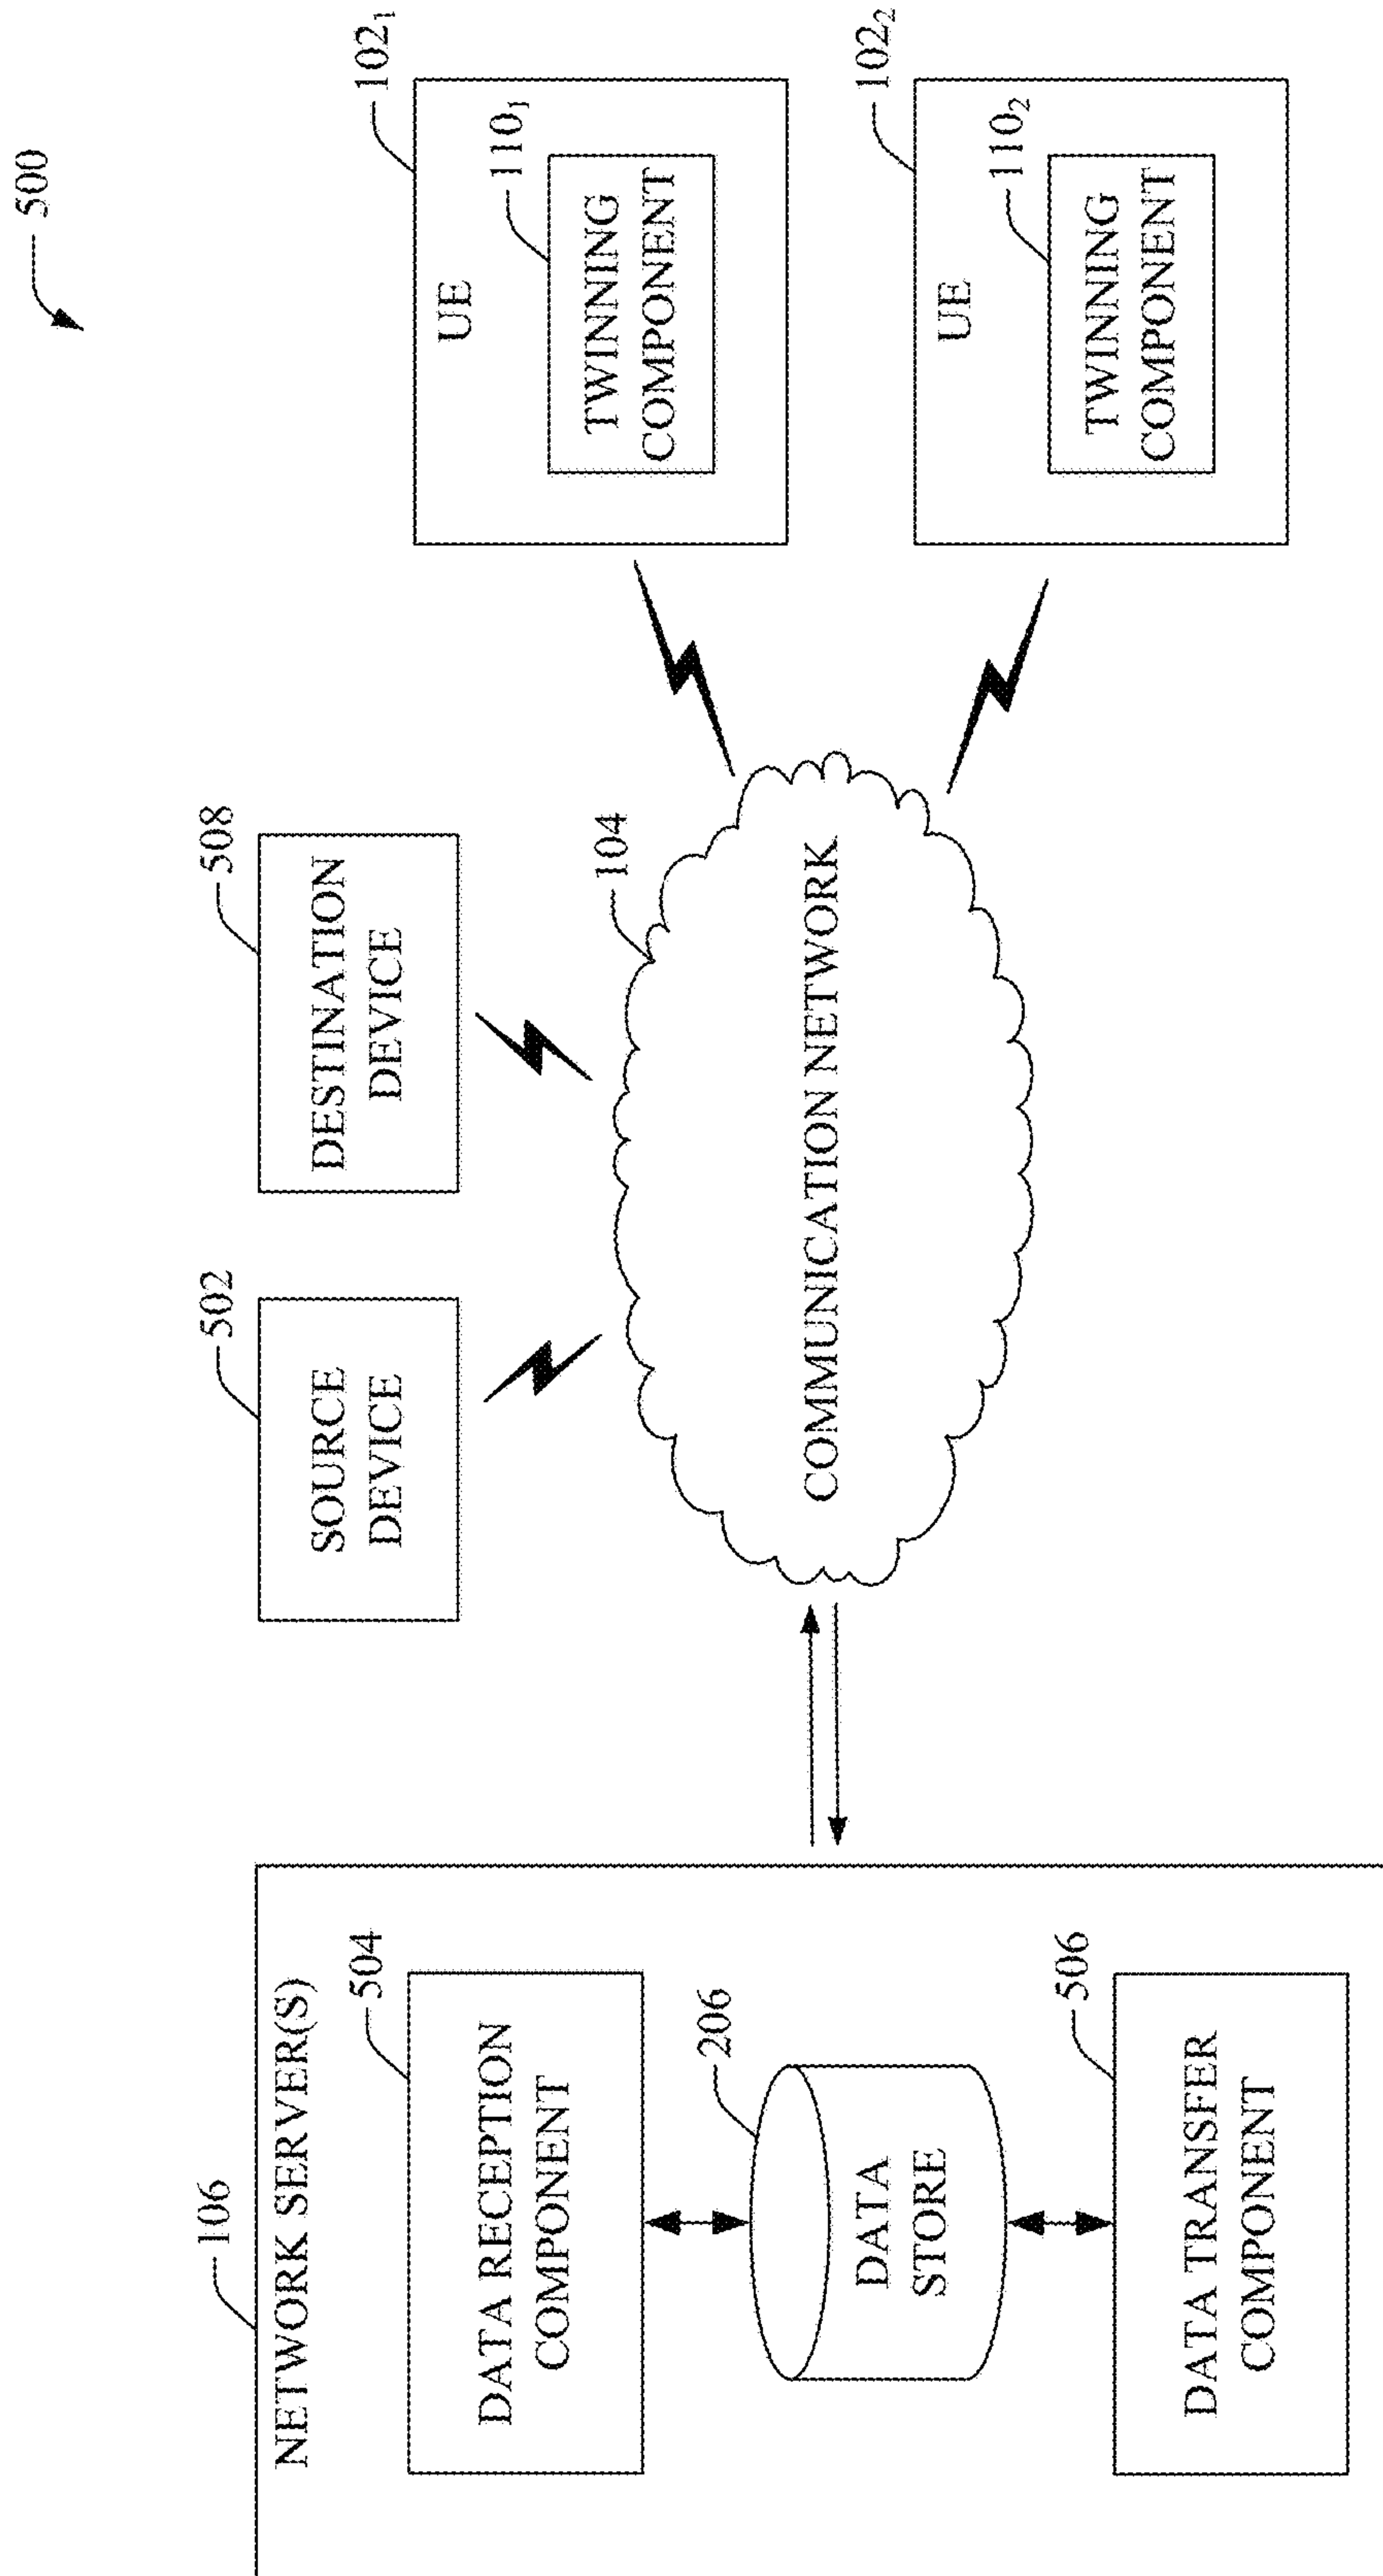 500
106
NETWORK SERVER(S)
504
DATA RECEPTION
COMPONENT
206
DATA
STORE
506
DATA TRANSFER
COMPONENT
502
SOURCE
DEVICE
508
DESTINATION
DEVICE
104
COMMUNICATION NETWORK
102₁
UE
110₁
TWINNING
COMPONENT
102₂
UE
110₂
TWINNING
COMPONENT